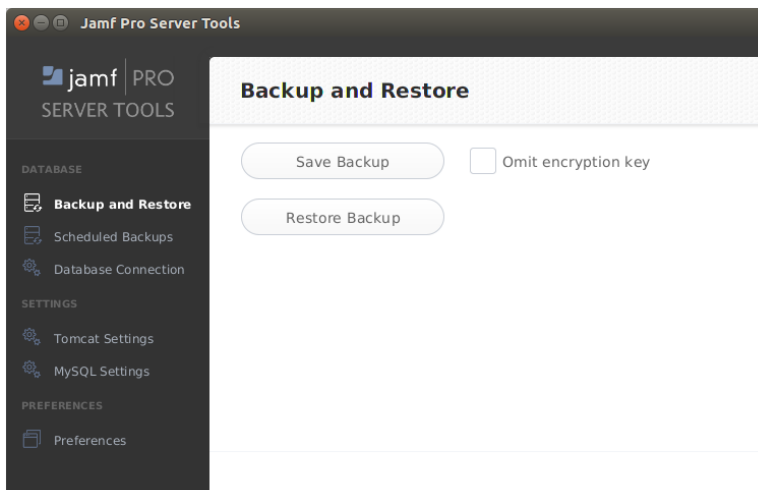 Jamf Pro Server Tools
jamf PRO
SERVER TOOLS
DATABASE
Backup and Restore
Scheduled Backups
Database Connection
SETTINGS
Tomcat Settings
MySQL Settings
PREFERENCES
Preferences
Backup and Restore
Save Backup
Omit encryption key
Restore Backup